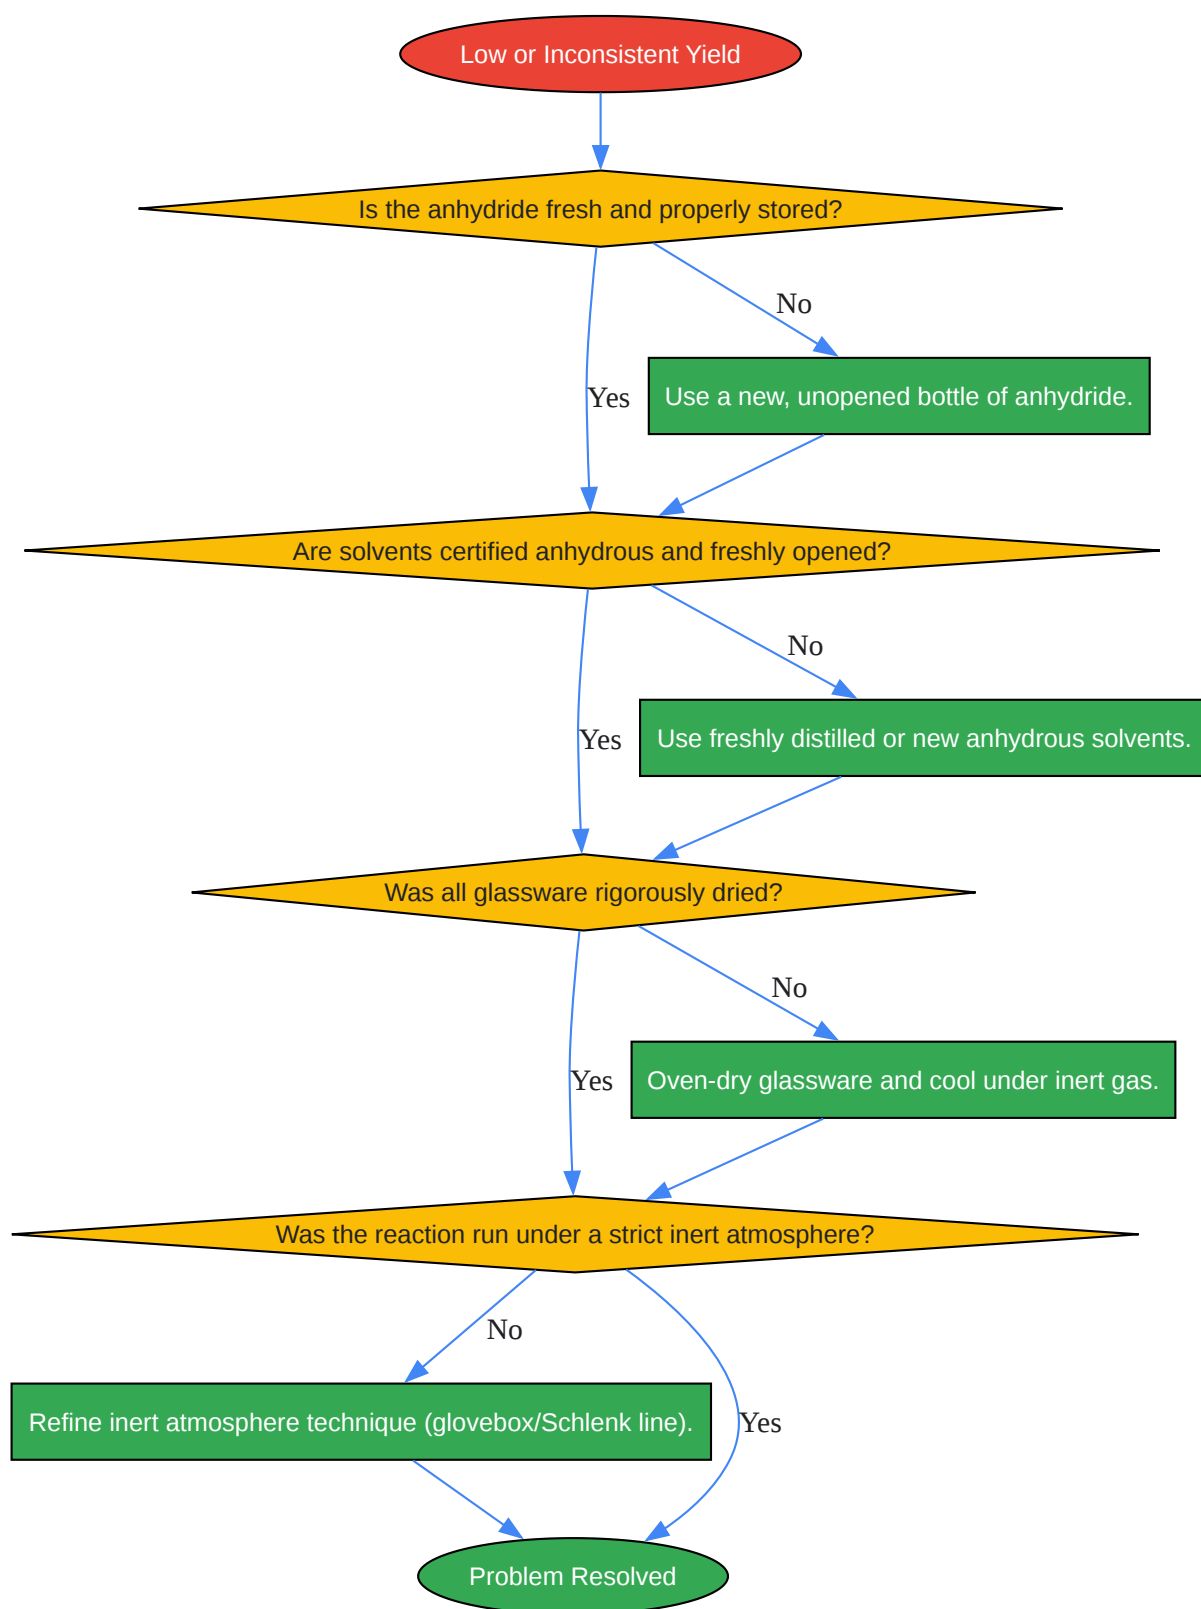 Low or Inconsistent Yield
Is the anhydride fresh and properly stored?
No
Yes
Use a new, unopened bottle of anhydride.
Are solvents certified anhydrous and freshly opened?
No
Yes
Use freshly distilled or new anhydrous solvents.
Was all glassware rigorously dried?
No
Yes
Oven-dry glassware and cool under inert gas.
Was the reaction run under a strict inert atmosphere?
No
Refine inert atmosphere technique (glovebox/Schlenk line).
Yes
Problem Resolved